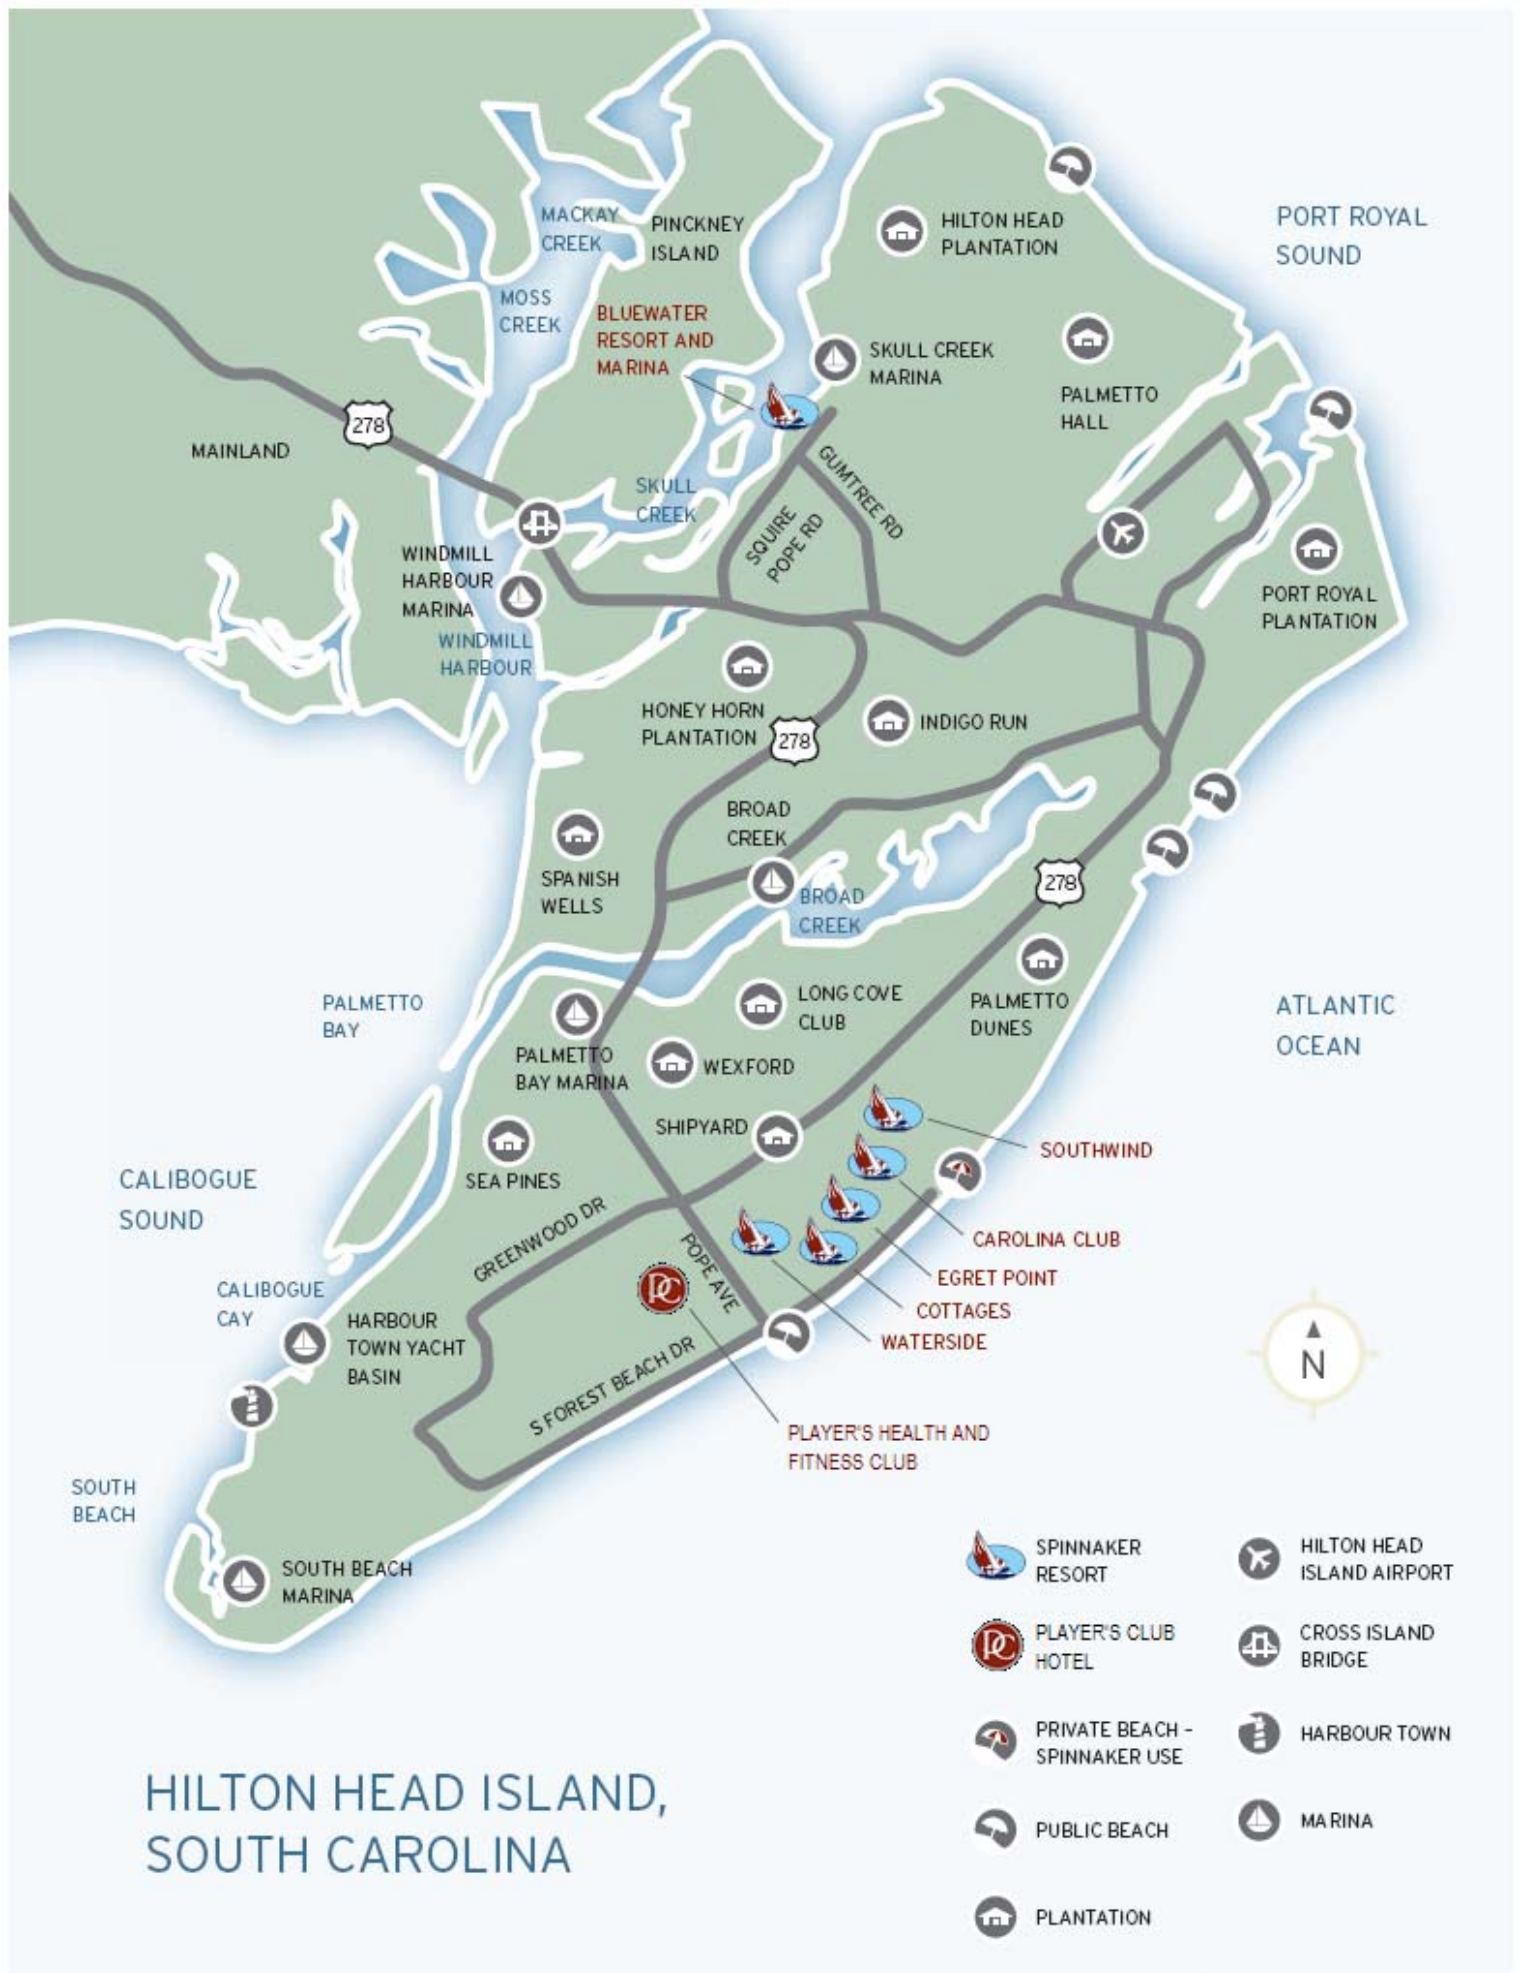 MACKAY
CREEK
PINCKNEY
ISLAND
HILTON HEAD
PLANTATION
PORT ROYAL
SOUND
MOSS
CREEK
BLUEWATER
RESORT AND
MARINA
SKULL CREEK
MARINA
PALMETTO
HALL
278
MAINLAND
SKULL
CREEK
GUMTREE RD
SQUIRE
POPE RD
WINDMILL
HARBOUR
MARINA
WINDMILL
HARBOUR
PORT ROYAL
PLANTATION
HONEY HORN
PLANTATION
278
INDIGO RUN
BROAD
CREEK
SPANISH
WELLS
BROAD
CREEK
278
PALMETTO
BAY
LONG COVE
CLUB
PALMETTO
DUNES
ATLANTIC
OCEAN
PALMETTO
BAY MARINA
WEXFORD
SHIPYARD
SOUTHWIND
CALIBOGUE
SOUND
SEA PINES
GREENWOOD DR
POPE AVE
CAROLINA CLUB
EGRET POINT
COTTAGES
WATERSIDE
CALIBOGUE
CAY
HARBOUR
TOWN YACHT
BASIN
PC
S FOREST BEACH DR
N
PLAYER'S HEALTH AND
FITNESS CLUB
SOUTH
BEACH
SOUTH BEACH
MARINA
SPINNAKER
RESORT
HILTON HEAD
ISLAND AIRPORT
PC
PLAYER'S CLUB
HOTEL
CROSS ISLAND
BRIDGE
PRIVATE BEACH -
SPINNAKER USE
HARBOUR TOWN
PUBLIC BEACH
MARINA
PLANTATION
HILTON HEAD ISLAND,
SOUTH CAROLINA